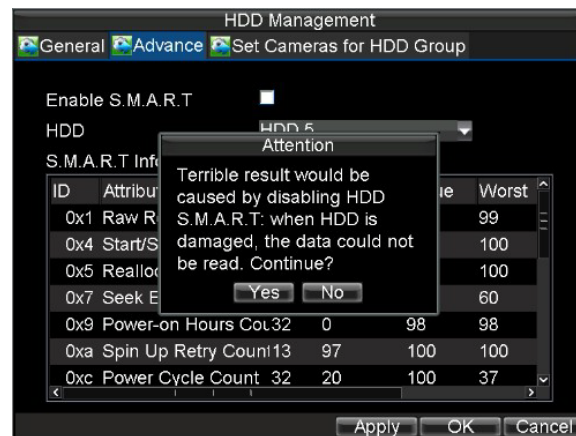 HDD Management
General Advance Set Cameras for HDD Group
Enable S.M.A.R.T
HDD HDD 5
Attention
Terrible result would be
caused by disabling HDD
S.M.A.R.T: when HDD is
damaged, the data could not
be read. Continue?
Yes No
S.M.A.R.T
ID Worst
0x1 Raw 99
0x4 100
0x5 100
0x7 Seek 60
0x9 Power-on Hours Cou 32 0 98 98
0xa Spin Up Retry Count 13 97 100 100
0xc Power Cycle Count 32 20 100 37
Apply OK Cancel